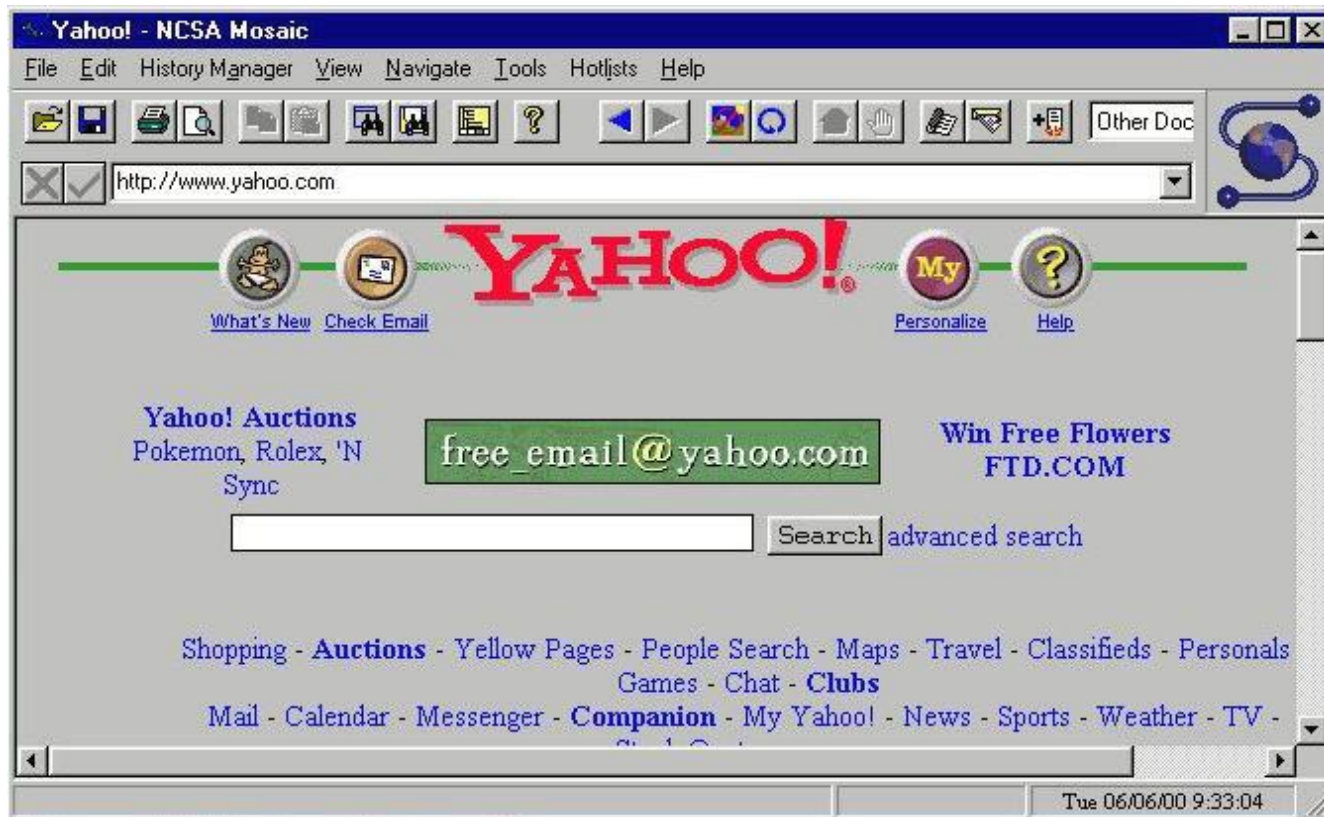 Yahoo! - NCSA Mosaic
File Edit History Manager View Navigate Tools Hotlists Help
Other Doc
http://www.yahoo.com
YAHOO!®
My
What's New Check Email Personalize Help
Yahoo! Auctions
Pokemon, Rolex, 'N
Sync
free_email@yahoo.com
Win Free Flowers
FTD.COM
Search advanced search
Shopping - Auctions - Yellow Pages - People Search - Maps - Travel - Classifieds - Personals
Games - Chat - Clubs
Mail - Calendar - Messenger - Companion - My Yahoo! - News - Sports - Weather - TV -
Tue 06/06/00 9:33:04